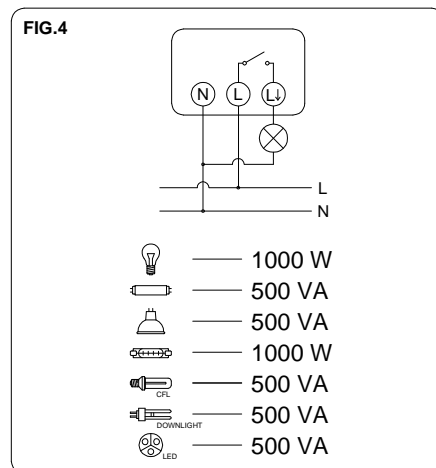 FIG.4
N L L↓
L
N
1000 W
500 VA
500 VA
1000 W
500 VA
CFL
500 VA
DOWNLIGHT
500 VA
LED